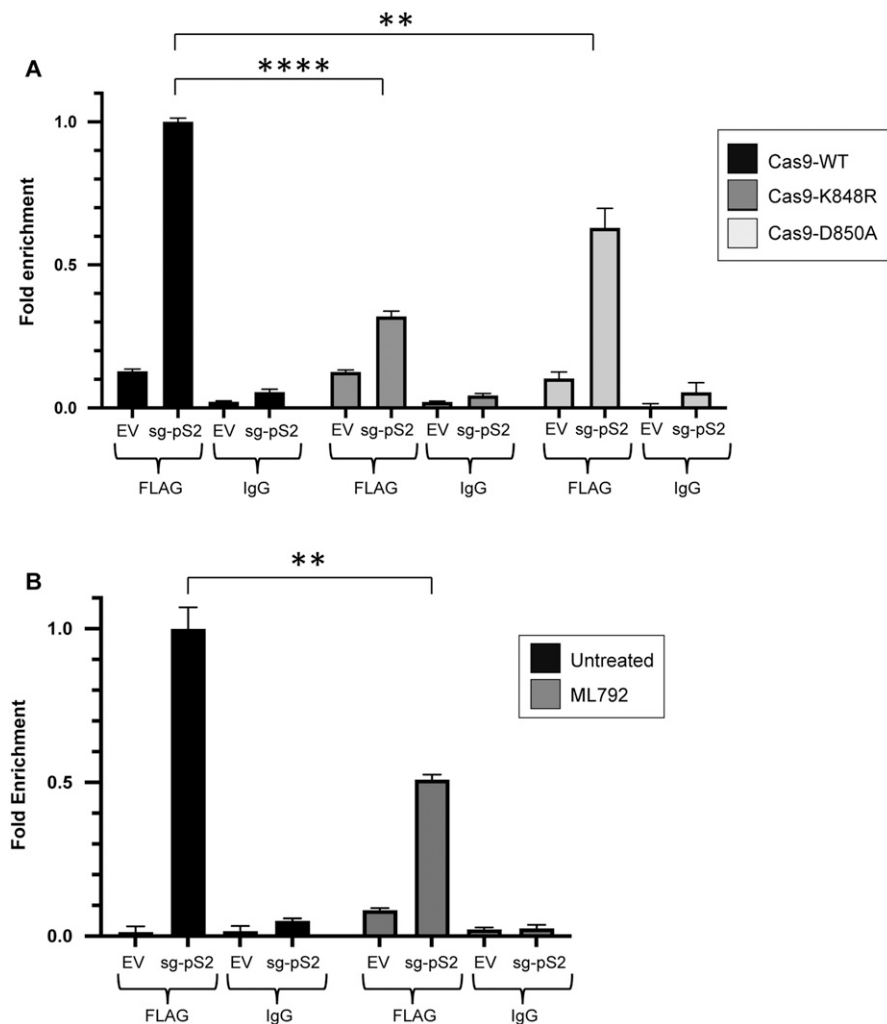 **
A
****
1.0
0.5
0.0
Fold enrichment
Cas9-WT
Cas9-K848R
Cas9-D850A
EV sg-pS2 EV sg-pS2 EV sg-pS2 EV sg-pS2 EV sg-pS2 EV sg-pS2
FLAG IgG FLAG IgG FLAG IgG
B
**
1.0
0.5
0.0
Fold Enrichment
Untreated
ML792
EV sg-pS2 EV sg-pS2 EV sg-pS2 EV sg-pS2
FLAG IgG FLAG IgG